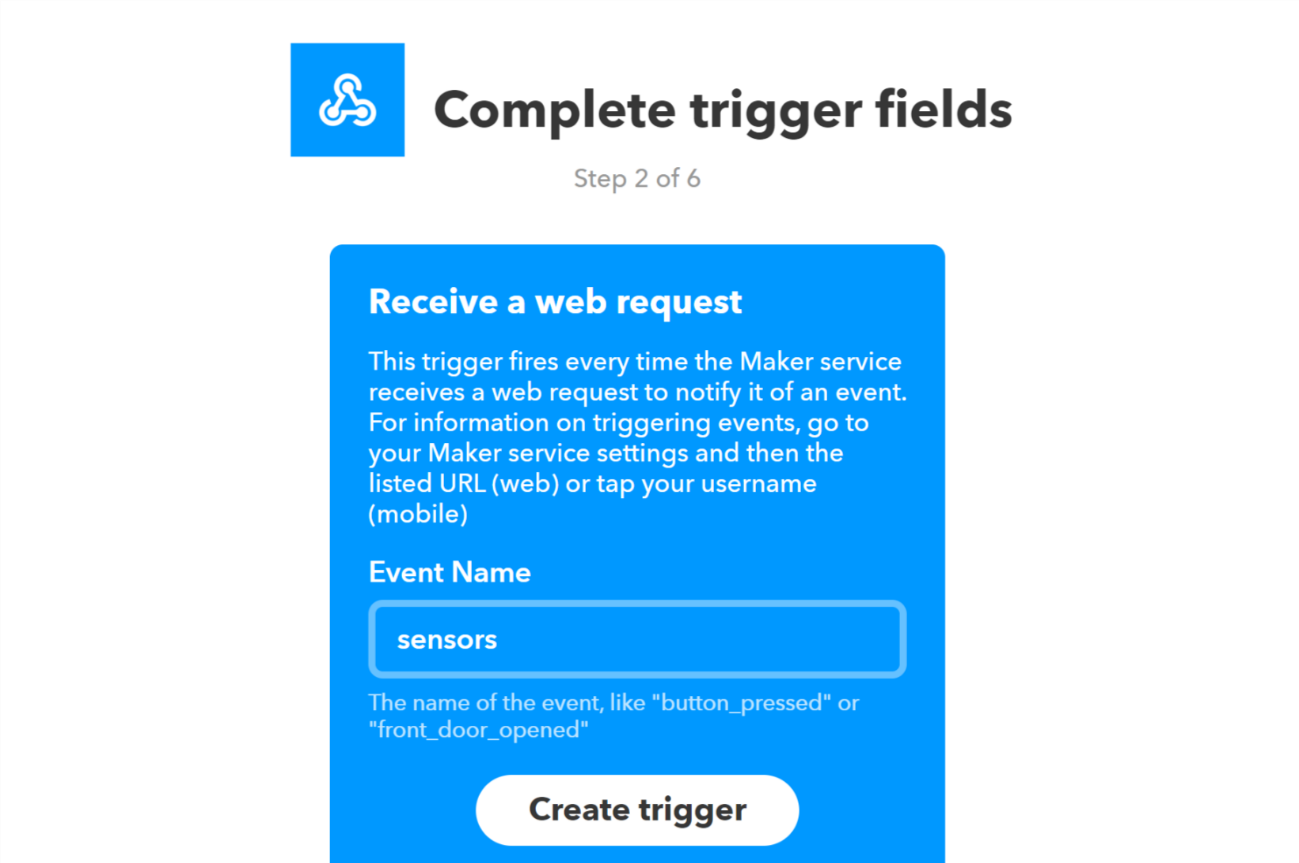 Complete trigger fields
Step 2 of 6
Receive a web request
This trigger fires every time the Maker service
receives a web request to notify it of an event.
For information on triggering events, go to
your Maker service settings and then the
listed URL (web) or tap your username
(mobile)
Event Name
sensors
The name of the event, like "button_pressed" or
"front_door_opened"
Create trigger